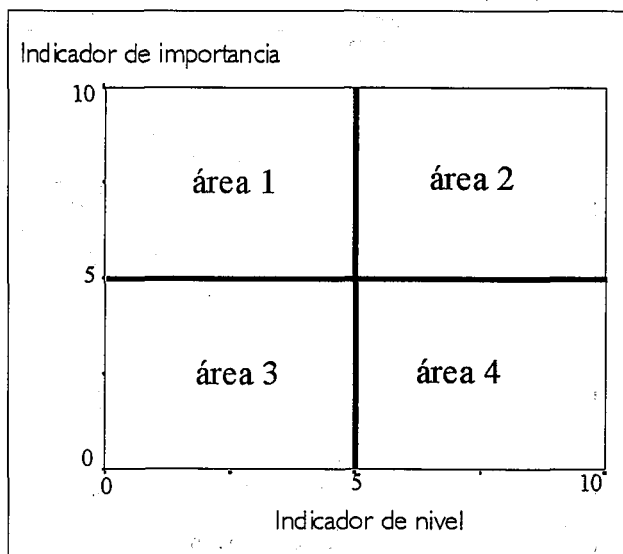 Indicador de importancia
10
área 1
área 2
5
área 3
área 4
0
0
5
10
Indicador de nivel